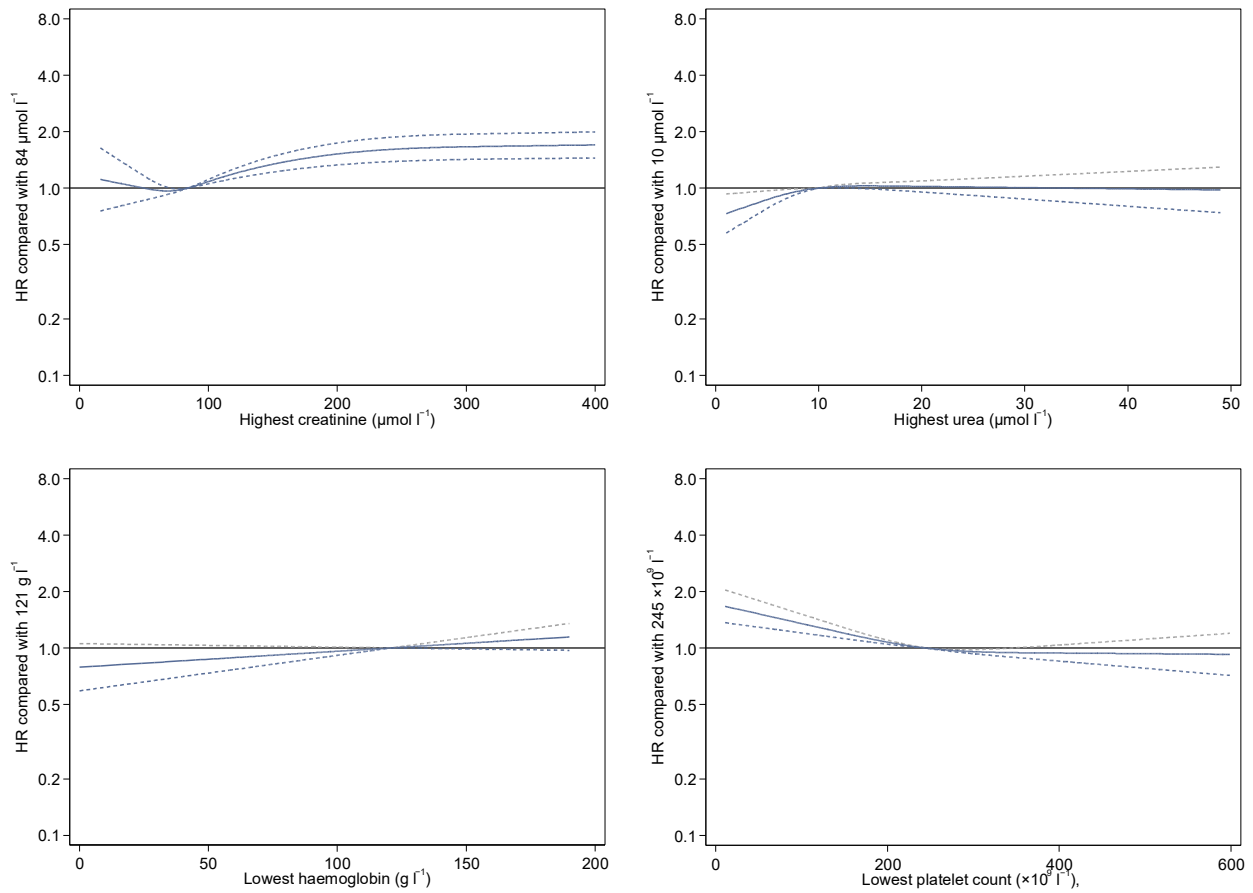 HR compared with 84 µmol l⁻¹
8.0
4.0
2.0
1.0
0.5
0.2
0.1
0 100 200 300 400
Highest creatinine (µmol l⁻¹)
HR compared with 10 µmol l⁻¹
8.0
4.0
2.0
1.0
0.5
0.2
0.1
0 10 20 30 40 50
Highest urea (µmol l⁻¹)
HR compared with 121 g l⁻¹
8.0
4.0
2.0
1.0
0.5
0.2
0.1
0 50 100 150 200
Lowest haemoglobin (g l⁻¹)
HR compared with 245 ×10⁹ l⁻¹
8.0
4.0
2.0
1.0
0.5
0.2
0.1
0 200 400 600
Lowest platelet count (×10⁹ l⁻¹),